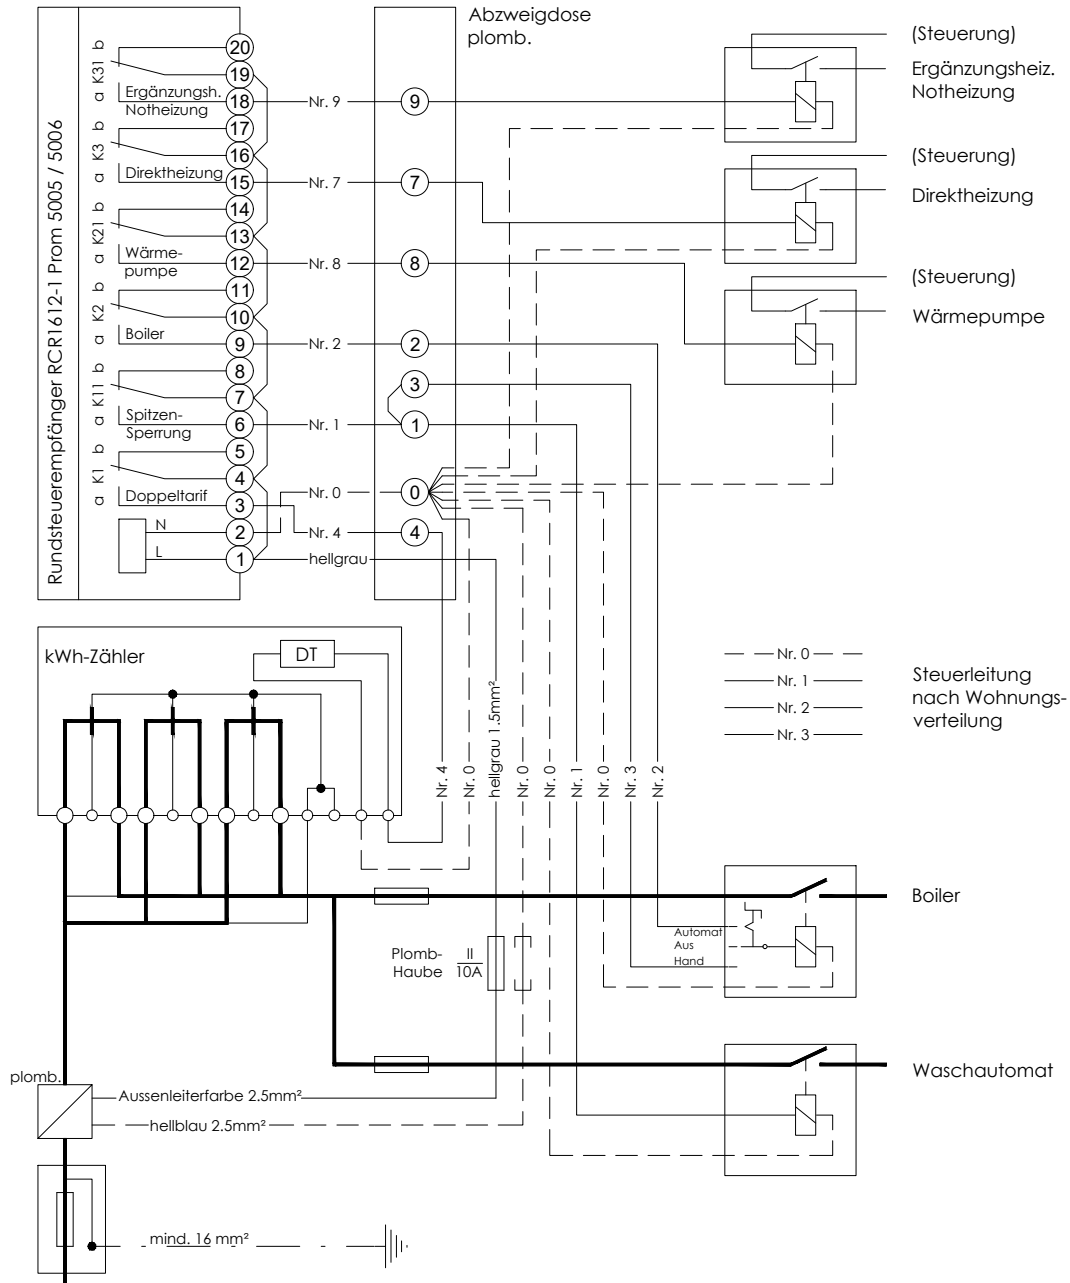 Rundsteuerempfänger RCR1612-1 Prom 5005 / 5006
a K31 b
Ergänzungsh.
Notheizung
a K3 b
Direktheizung
a K21 b
Wärme-
pumpe
a K2 b
Boiler
a K11 b
Spitzen-
Sperrung
a K1 b
Doppeltarif
N
L
20
19
18
17
16
15
14
13
12
11
10
9
8
7
6
5
4
3
2
1
Nr. 9
Nr. 7
Nr. 8
Nr. 2
Nr. 1
Nr. 0
Nr. 4
hellgrau
Abzweigdose
plomb.
9
7
8
2
3
1
0
4
(Steuerung)
Ergänzungsheiz.
Notheizung
(Steuerung)
Direktheizung
(Steuerung)
Wärmepumpe
kWh-Zähler
DT
Nr. 4
Nr. 0
hellgrau 1.5mm²
Nr. 0
Nr. 0
Nr. 1
Nr. 0
Nr. 3
Nr. 2
Nr. 0
Nr. 1
Nr. 2
Nr. 3
Steuerleitung
nach Wohnungs-
verteilung
Automat
Aus
Hand
Boiler
Plomb-
Haube
II
10A
Waschautomat
plomb.
Aussenleiterfarbe 2.5mm²
hellblau 2.5mm²
mind. 16 mm²